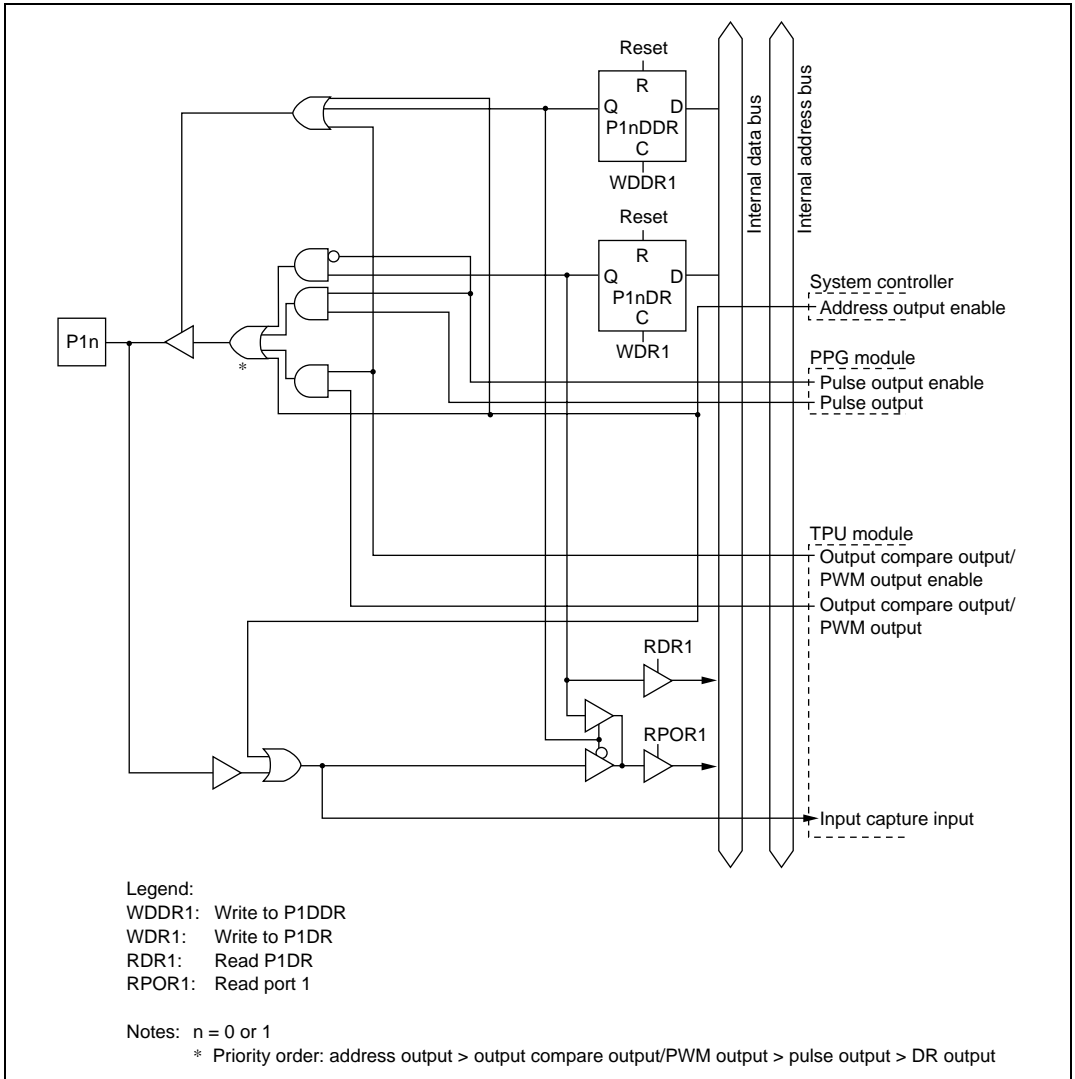 Reset
R
Q D
P1nDDR
C
WDDR1
Reset
R
Q D
P1nDR
C
WDR1
Internal data bus
Internal address bus
System controller
Address output enable
PPG module
Pulse output enable
Pulse output
P1n
*
TPU module
Output compare output/
PWM output enable
Output compare output/
PWM output
RDR1
RPOR1
Input capture input
Legend:
WDDR1: Write to P1DDR
WDR1: Write to P1DR
RDR1: Read P1DR
RPOR1: Read port 1
Notes: n = 0 or 1
* Priority order: address output > output compare output/PWM output > pulse output > DR output